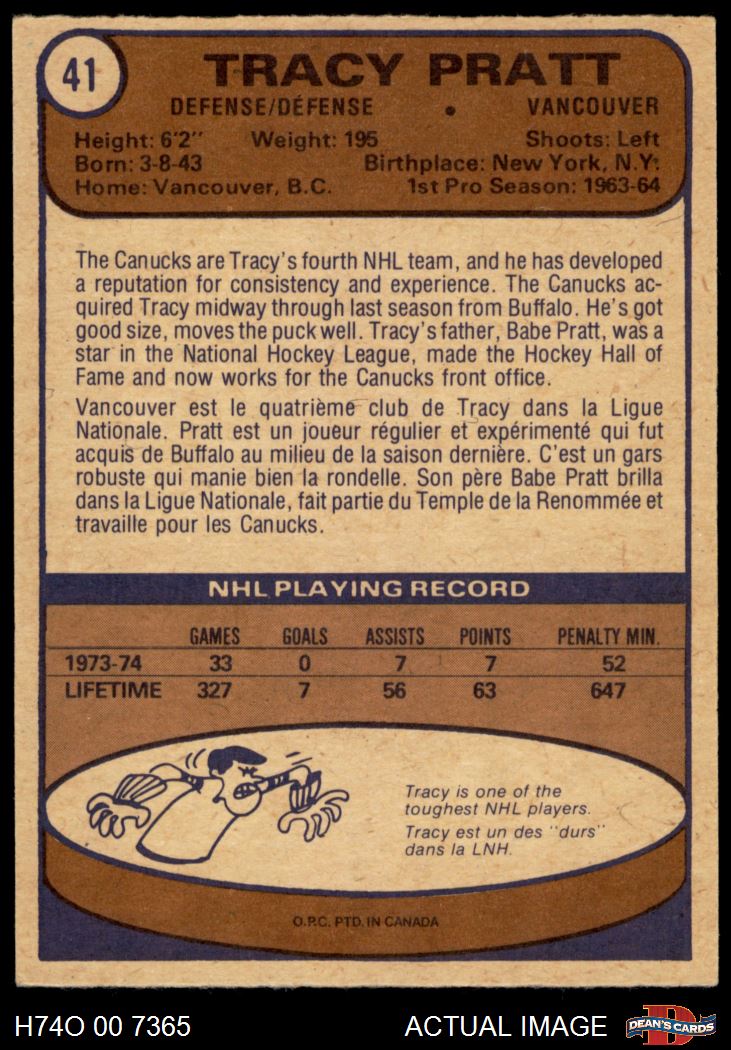 41
TRACY PRATT
DEFENSE/DÉFENSE • VANCOUVER
Height: 6'2" Weight: 195 Shoots: Left
Born: 3-8-43 Birthplace: New York, N.Y.
Home: Vancouver, B.C. 1st Pro Season: 1963-64
The Canucks are Tracy's fourth NHL team, and he has developed
a reputation for consistency and experience. The Canucks ac-
quired Tracy midway through last season from Buffalo. He's got
good size, moves the puck well. Tracy's father, Babe Pratt, was a
star in the National Hockey League, made the Hockey Hall of
Fame and now works for the Canucks front office.
Vancouver est le quatrième club de Tracy dans la Ligue
Nationale. Pratt est un joueur régulier et expérimenté qui fut
acquis de Buffalo au milieu de la saison dernière. C'est un gars
robuste qui manie bien la rondelle. Son père Babe Pratt brilla
dans la Ligue Nationale, fait partie du Temple de la Renommée et
travaille pour les Canucks.
NHL PLAYING RECORD
GAMES GOALS ASSISTS POINTS PENALTY MIN.
1973-74 33 0 7 7 52
LIFETIME 327 7 56 63 647
Tracy is one of the
toughest NHL players.
Tracy est un des "durs"
dans la LNH.
O.P.C. PTD. IN CANADA
H74O 00 7365 ACTUAL IMAGE D DEAN'S CARDS